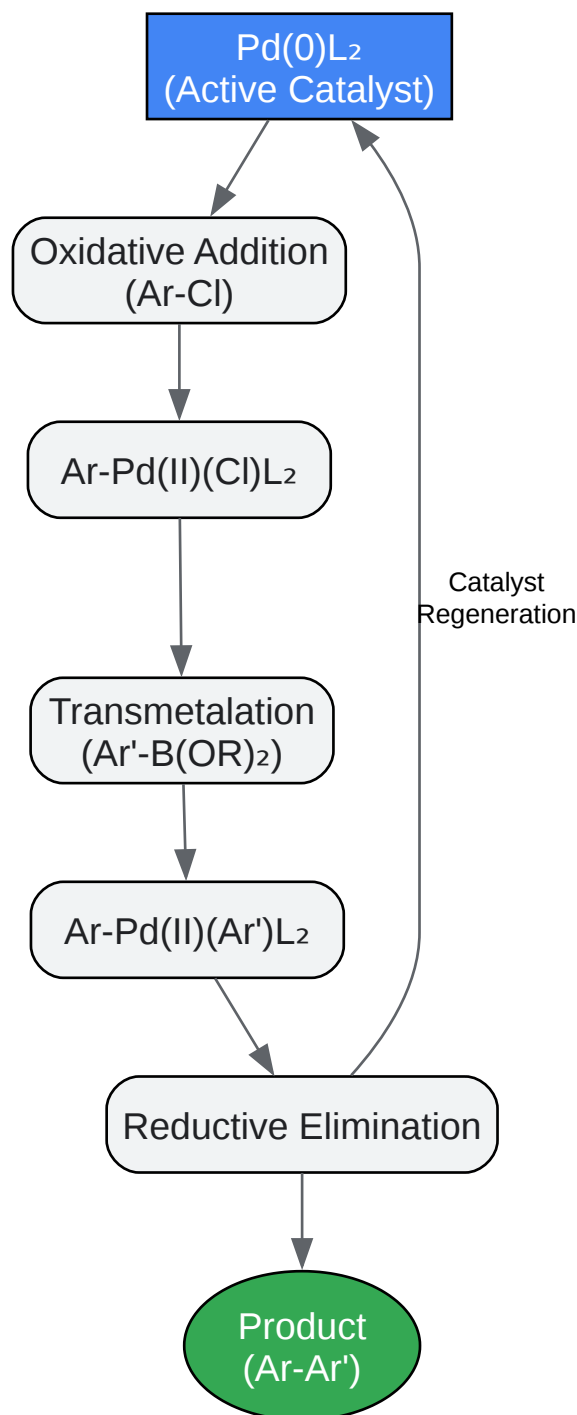 Pd(0)L₂
(Active Catalyst)
Oxidative Addition
(Ar-Cl)
Ar-Pd(II)(Cl)L₂
Catalyst
Regeneration
Transmetalation
(Ar'-B(OR)₂)
Ar-Pd(II)(Ar')L₂
Reductive Elimination
Product
(Ar-Ar')